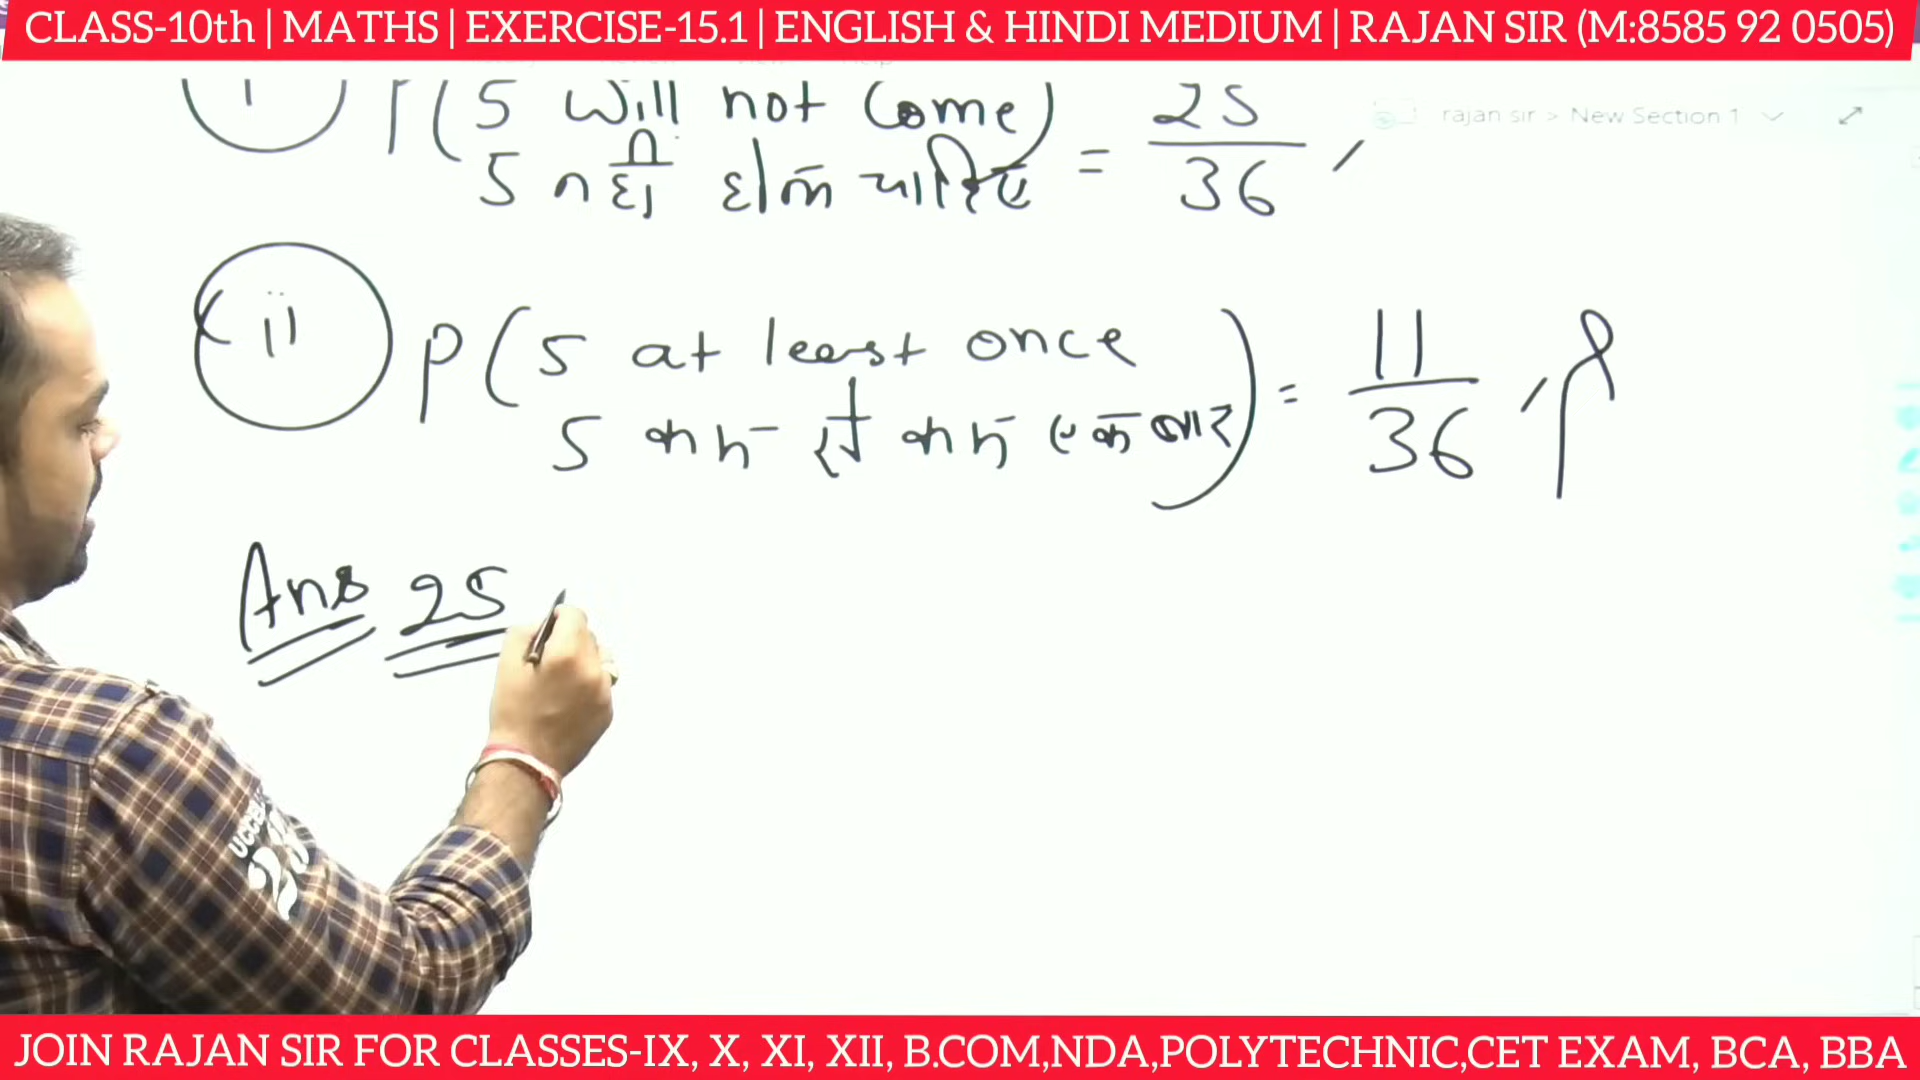 CLASS-10th | MATHS | EXERCISE-15.1 | ENGLISH & HINDI MEDIUM | RAJAN SIR (M:8585 92 0505)
rajan sir > New Section 1
i P( 5 will not Come) = 25/36,
5 नहीं होना चाहिए
(ii P( 5 at least once ) = 11/36,
5 कम से कम एक बार
Ans 25
UCCE
JOIN RAJAN SIR FOR CLASSES-IX, X, XI, XII, B.COM,NDA,POLYTECHNIC,CET EXAM, BCA, BBA